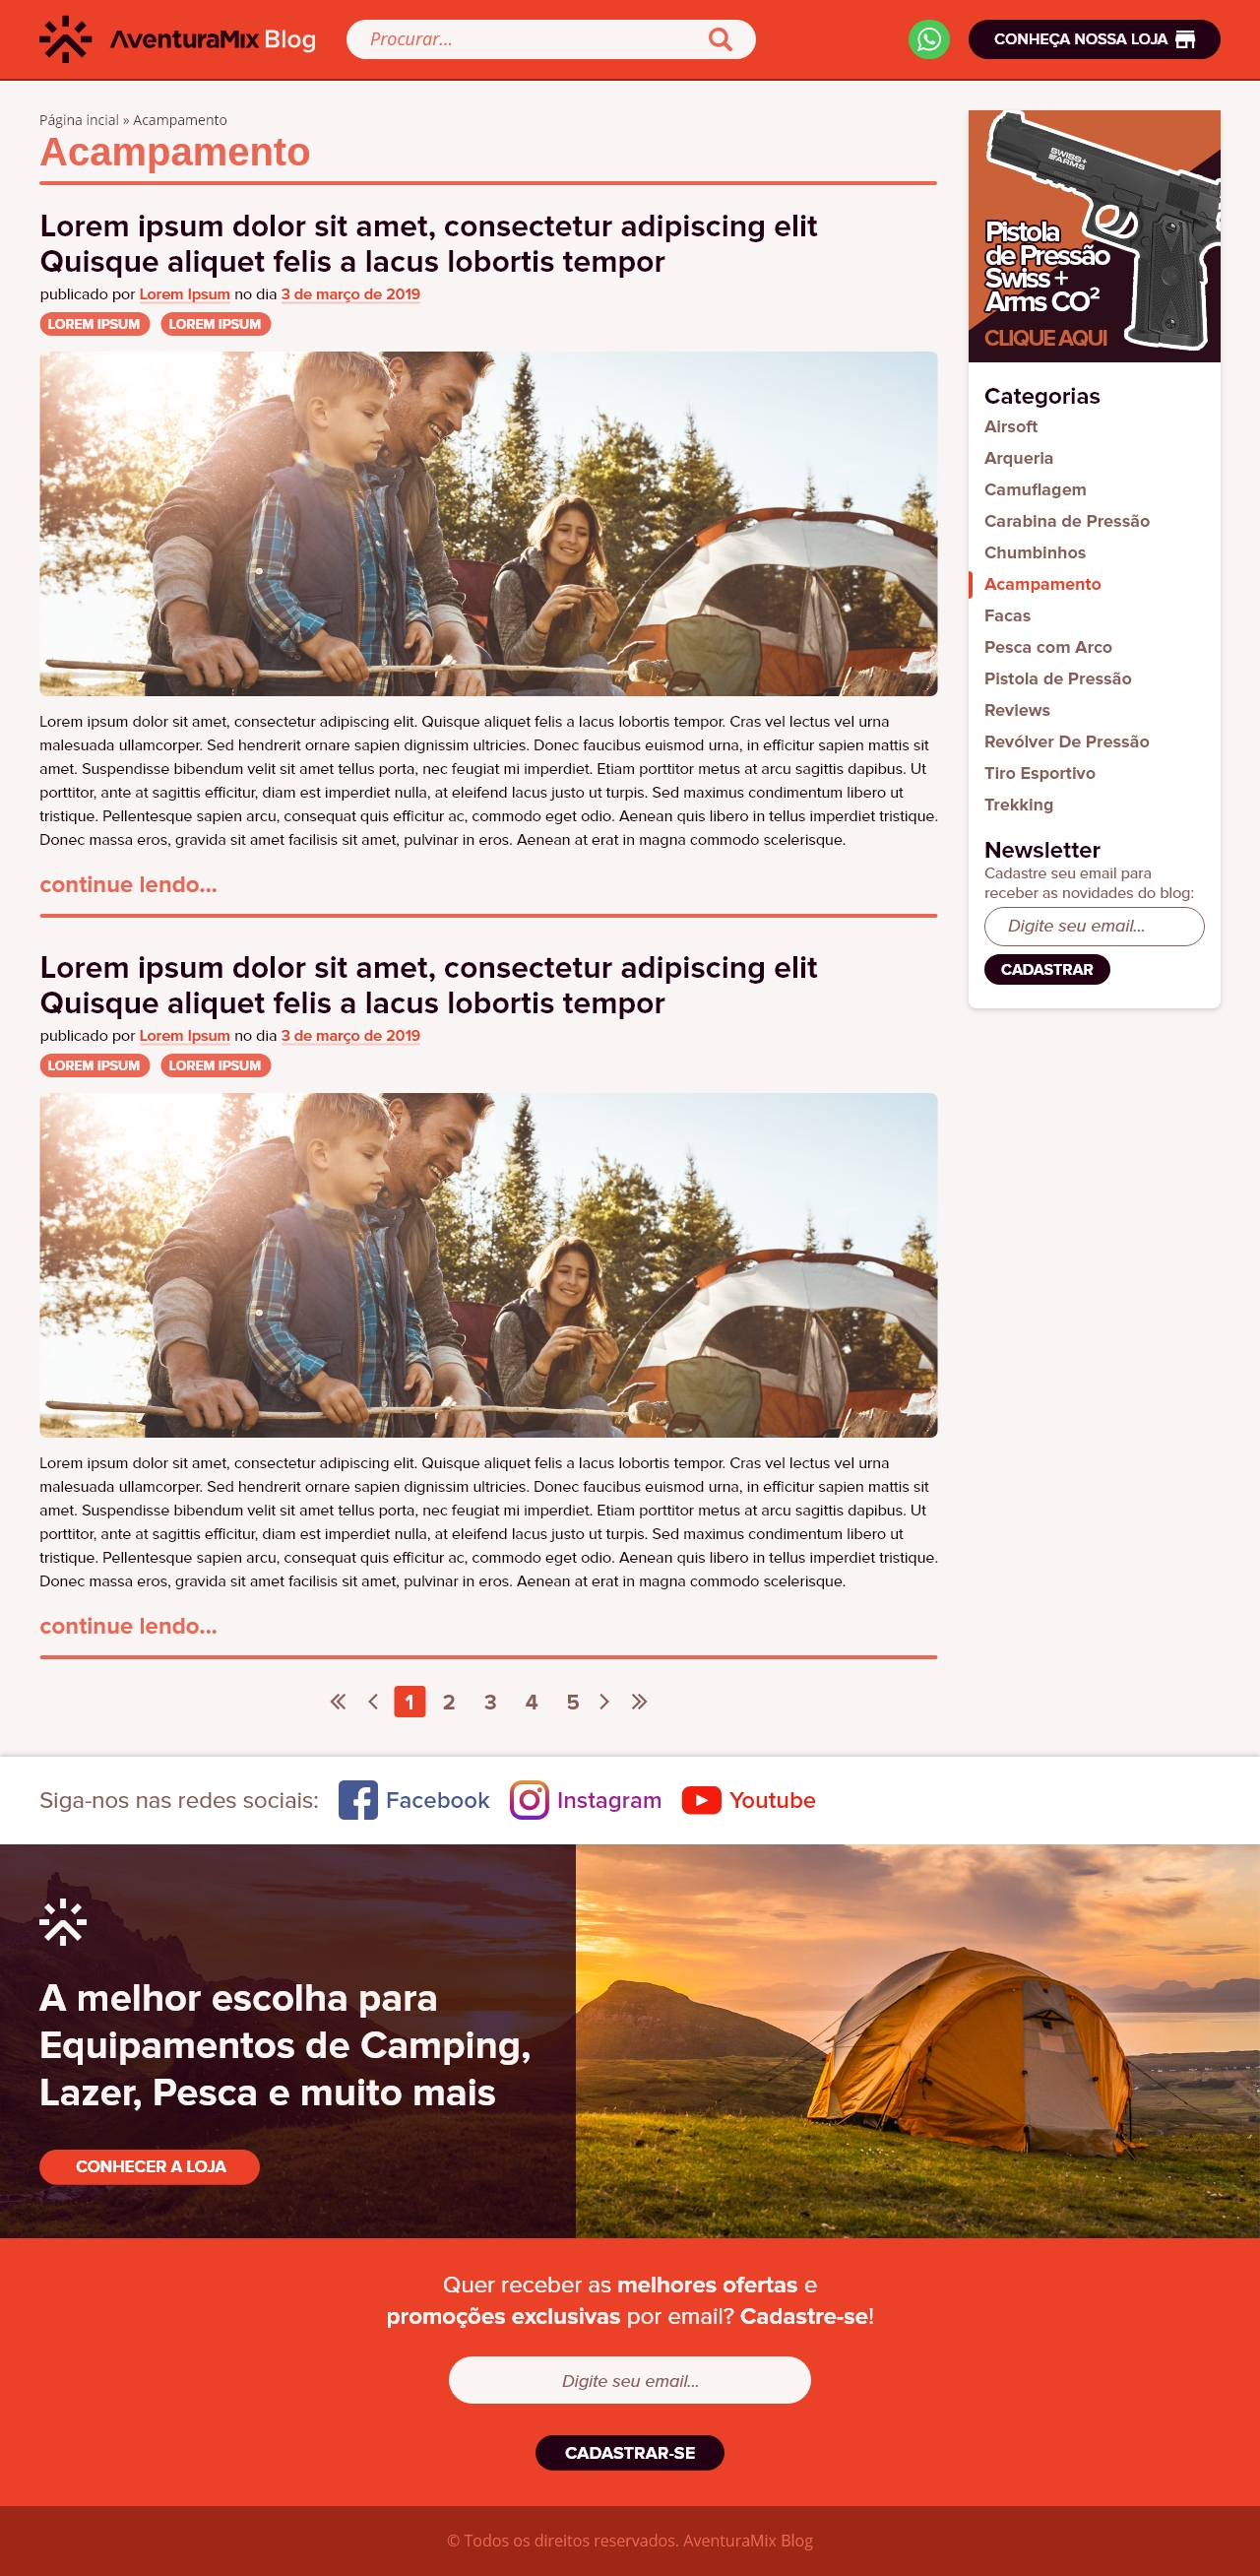 AventuraMix Blog
Procurar...
CONHEÇA NOSSA LOJA
Página incial » Acampamento
Acampamento
Lorem ipsum dolor sit amet, consectetur adipiscing elit
Quisque aliquet felis a lacus lobortis tempor
publicado por Lorem Ipsum no dia 3 de março de 2019
LOREM IPSUM LOREM IPSUM
Lorem ipsum dolor sit amet, consectetur adipiscing elit. Quisque aliquet felis a lacus lobortis tempor. Cras vel lectus vel urna
malesuada ullamcorper. Sed hendrerit ornare sapien dignissim ultricies. Donec faucibus euismod urna, in efficitur sapien mattis sit
amet. Suspendisse bibendum velit sit amet tellus porta, nec feugiat mi imperdiet. Etiam porttitor metus at arcu sagittis dapibus. Ut
porttitor, ante at sagittis efficitur, diam est imperdiet nulla, at eleifend lacus justo ut turpis. Sed maximus condimentum libero ut
tristique. Pellentesque sapien arcu, consequat quis efficitur ac, commodo eget odio. Aenean quis libero in tellus imperdiet tristique.
Donec massa eros, gravida sit amet facilisis sit amet, pulvinar in eros. Aenean at erat in magna commodo scelerisque.
continue lendo...
Lorem ipsum dolor sit amet, consectetur adipiscing elit
Quisque aliquet felis a lacus lobortis tempor
publicado por Lorem Ipsum no dia 3 de março de 2019
LOREM IPSUM LOREM IPSUM
Lorem ipsum dolor sit amet, consectetur adipiscing elit. Quisque aliquet felis a lacus lobortis tempor. Cras vel lectus vel urna
malesuada ullamcorper. Sed hendrerit ornare sapien dignissim ultricies. Donec faucibus euismod urna, in efficitur sapien mattis sit
amet. Suspendisse bibendum velit sit amet tellus porta, nec feugiat mi imperdiet. Etiam porttitor metus at arcu sagittis dapibus. Ut
porttitor, ante at sagittis efficitur, diam est imperdiet nulla, at eleifend lacus justo ut turpis. Sed maximus condimentum libero ut
tristique. Pellentesque sapien arcu, consequat quis efficitur ac, commodo eget odio. Aenean quis libero in tellus imperdiet tristique.
Donec massa eros, gravida sit amet facilisis sit amet, pulvinar in eros. Aenean at erat in magna commodo scelerisque.
continue lendo...
« ‹ 1 2 3 4 5 › »
SWISS+
ARMS
Pistola
de Pressão
Swiss +
Arms CO²
CLIQUE AQUI
Categorias
Airsoft
Arqueria
Camuflagem
Carabina de Pressão
Chumbinhos
Acampamento
Facas
Pesca com Arco
Pistola de Pressão
Reviews
Revólver De Pressão
Tiro Esportivo
Trekking
Newsletter
Cadastre seu email para
receber as novidades do blog:
Digite seu email...
CADASTRAR
Siga-nos nas redes sociais: Facebook Instagram Youtube
A melhor escolha para
Equipamentos de Camping,
Lazer, Pesca e muito mais
CONHECER A LOJA
Quer receber as melhores ofertas e
promoções exclusivas por email? Cadastre-se!
Digite seu email...
CADASTRAR-SE
© Todos os direitos reservados. AventuraMix Blog